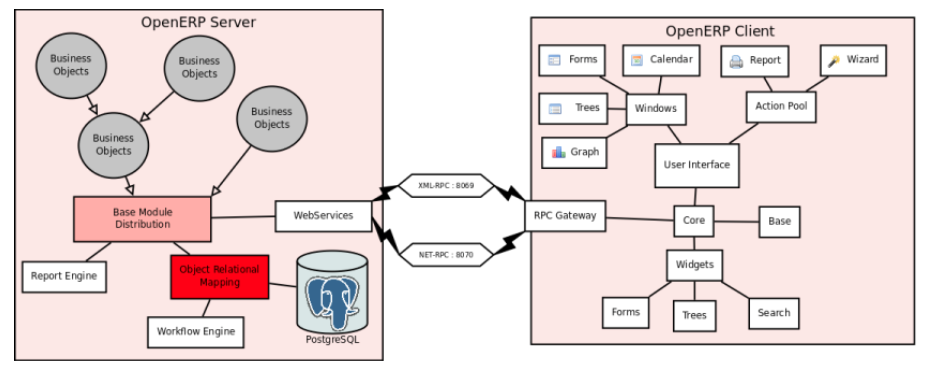 OpenERP Server
Business
Objects
Business
Objects
Business
Objects
Business
Objects
Base Module
Distribution
WebServices
Report Engine
Object Relational
Mapping
Workflow Engine
PostgreSQL
XML-RPC : 8069
NET-RPC : 8070
OpenERP Client
Forms
Calendar
Report
Wizard
Trees
Windows
Action Pool
Graph
User Interface
RPC Gateway
Core
Base
Widgets
Forms
Trees
Search